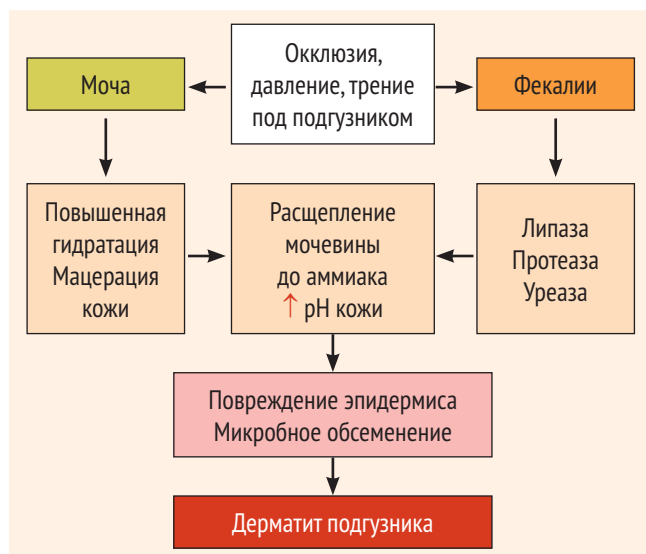 Окклюзия,
давление, трение
под подгузником
Моча
Фекалии
Повышенная
гидратация
Мацерация
кожи
Расщепление
мочевины
до аммиака
↑ pH кожи
Липаза
Протеаза
Уреаза
Повреждение эпидермиса
Микробное обсеменение
Дерматит подгузника